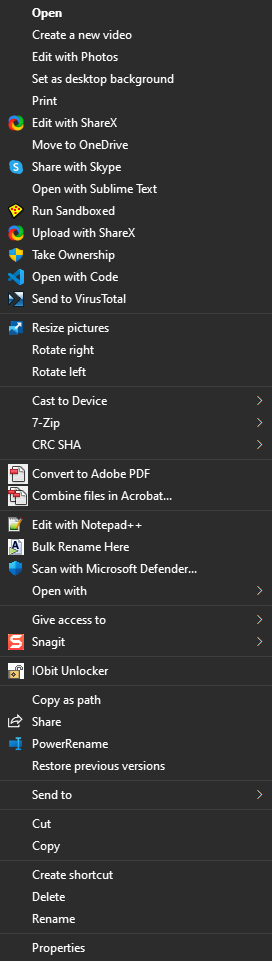 Open
Create a new video
Edit with Photos
Set as desktop background
Print
Edit with ShareX
Move to OneDrive
Share with Skype
Open with Sublime Text
Run Sandboxed
Upload with ShareX
Take Ownership
Open with Code
Send to VirusTotal
Resize pictures
Rotate right
Rotate left
Cast to Device
7-Zip
CRC SHA
Convert to Adobe PDF
Combine files in Acrobat...
Edit with Notepad++
Bulk Rename Here
Scan with Microsoft Defender...
Open with
Give access to
Snagit
IObit Unlocker
Copy as path
Share
PowerRename
Restore previous versions
Send to
Cut
Copy
Create shortcut
Delete
Rename
Properties